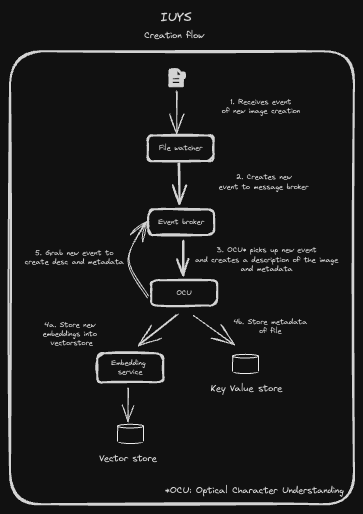 IUYS
Creation flow
1. Receives event
of new image creation
File watcher
2. Creates new
event to message broker
Event broker
5. Grab new event to
create desc and metadata
3. OCU* picks up new event
and creates a description of the image
and metadata
OCU
4a. Store new
embeddings into
vectorstore
4b. Store metadata
of file
Embedding
service
Key Value store
Vector store
*OCU: Optical Character Understanding